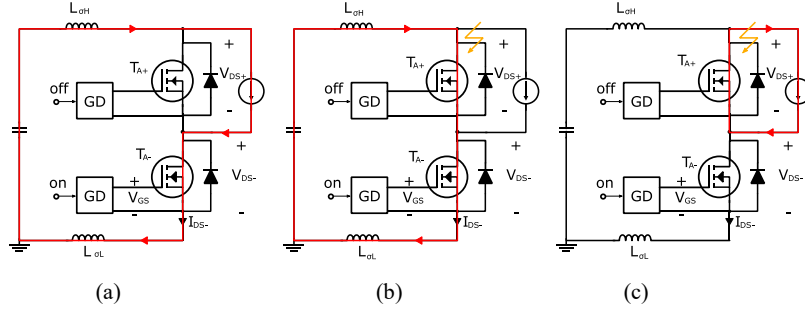 LσH
TA+
+
VDS+
-
off
GD
TA-
+
VDS-
-
on
GD
+
VGS
-
IDS-
LσL
(a)
LσH
TA+
+
VDS+
-
off
GD
TA-
+
VDS-
-
on
GD
+
VGS
-
IDS-
LσL
(b)
LσH
TA+
+
VDS+
-
off
GD
TA-
+
VDS-
-
on
GD
+
VGS
-
IDS-
LσL
(c)